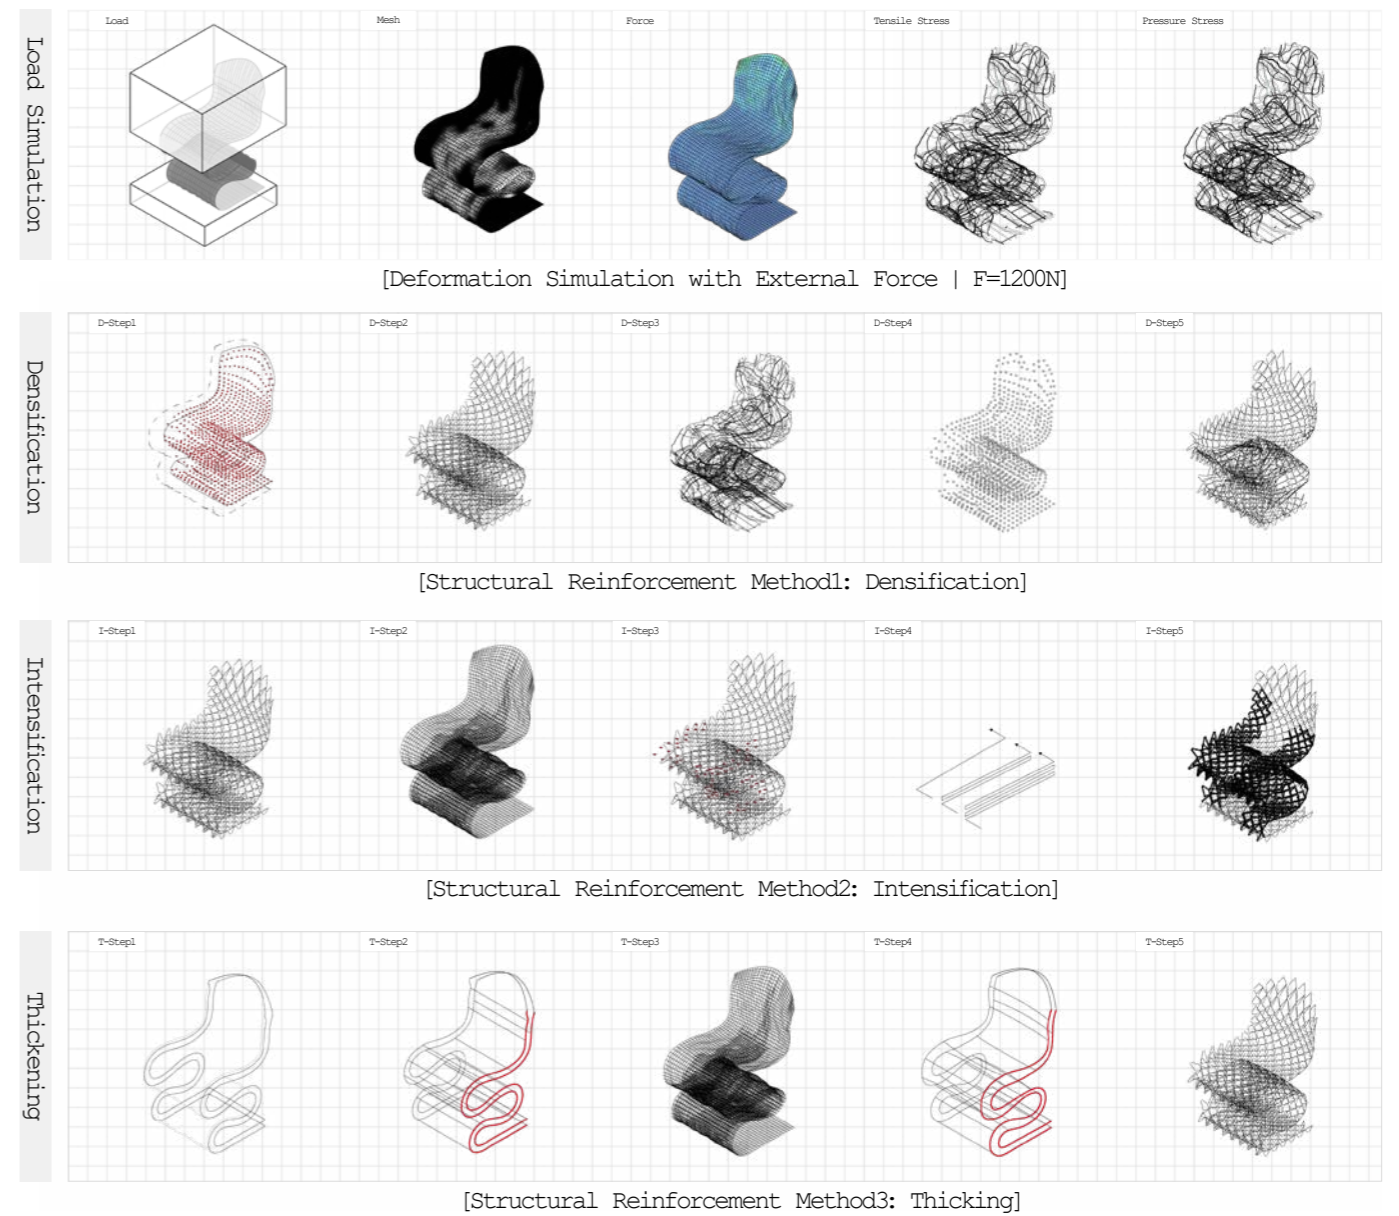 Load Simulation
Load
Mesh
Force
Tensile Stress
Pressure Stress
[Deformation Simulation with External Force | F=1200N]
Densification
D-Step1
D-Step2
D-Step3
D-Step4
D-Step5
[Structural Reinforcement Method1: Densification]
Intensification
I-Step1
I-Step2
I-Step3
I-Step4
I-Step5
[Structural Reinforcement Method2: Intensification]
Thickening
T-Step1
T-Step2
T-Step3
T-Step4
T-Step5
[Structural Reinforcement Method3: Thicking]